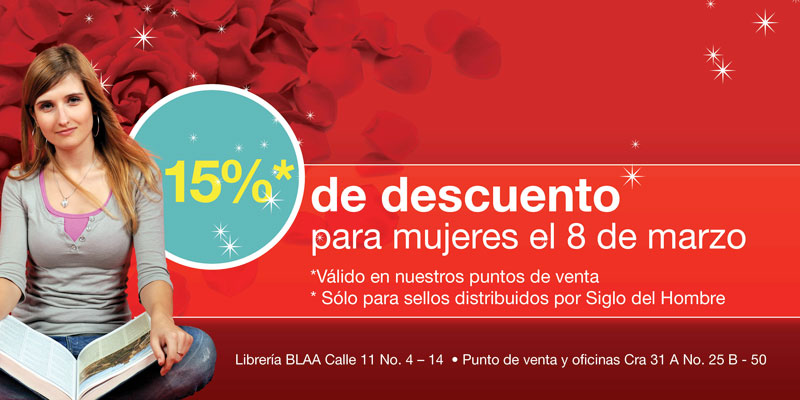 15%*
de descuento
para mujeres el 8 de marzo
*Válido en nuestros puntos de venta
* Sólo para sellos distribuidos por Siglo del Hombre
Librería BLAA Calle 11 No. 4 – 14 • Punto de venta y oficinas Cra 31 A No. 25 B - 50